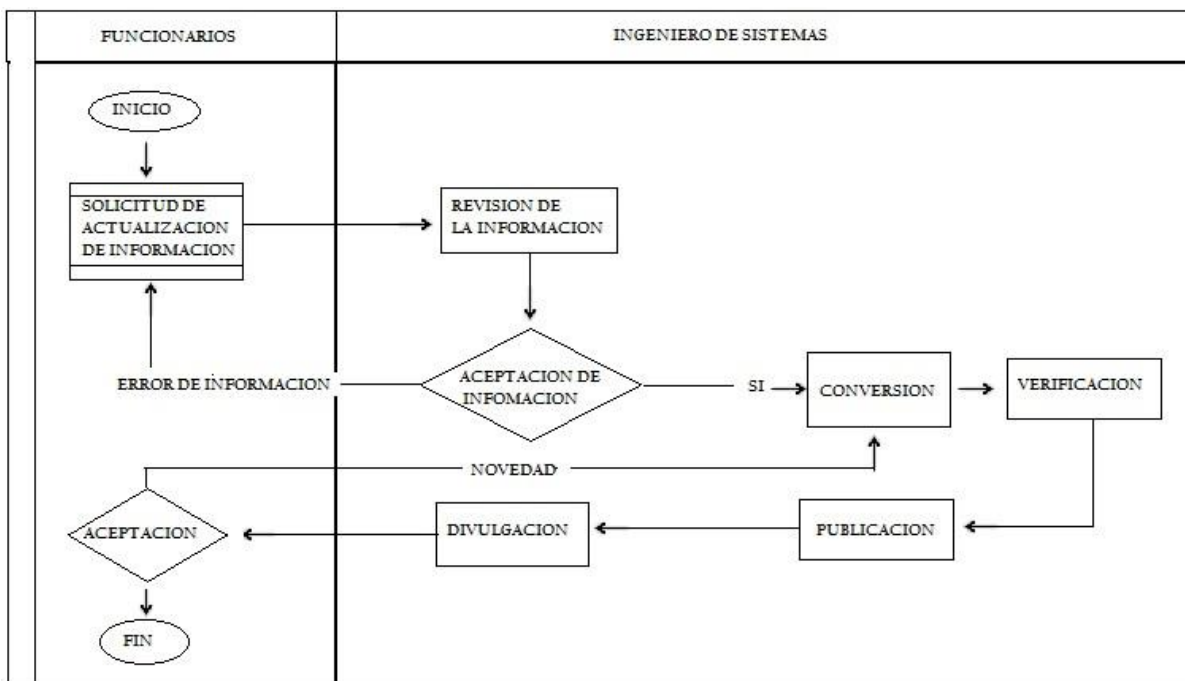 FUNCIONARIOS
INGENIERO DE SISTEMAS
INICIO
SOLICITUD DE
ACTUALIZACION
DE INFORMACION
REVISION DE
LA INFORMACION
ERROR DE INFORMACION
ACEPTACION DE
INFOMACION
SI
CONVERSION
VERIFICACION
NOVEDAD
ACEPTACION
DIVULGACION
PUBLICACION
FIN